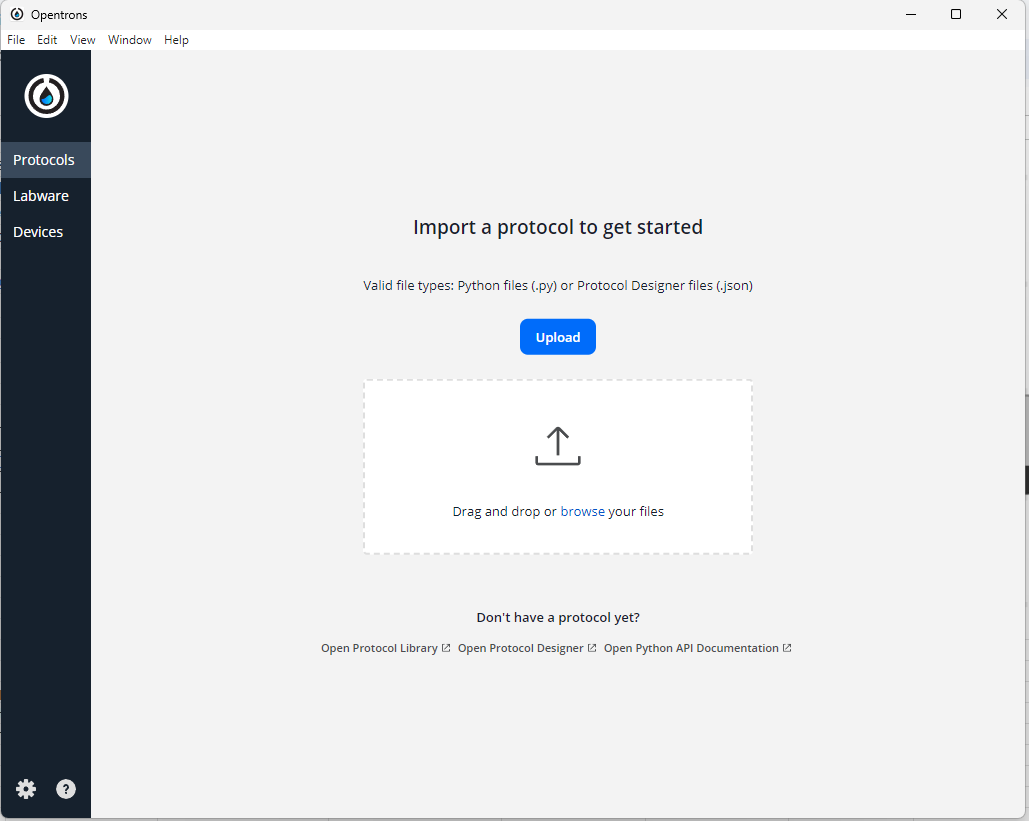 Opentrons
File Edit View Window Help
Protocols
Labware
Devices
Import a protocol to get started
Valid file types: Python files (.py) or Protocol Designer files (.json)
Upload
Drag and drop or browse your files
Don't have a protocol yet?
Open Protocol Library Open Protocol Designer Open Python API Documentation
?